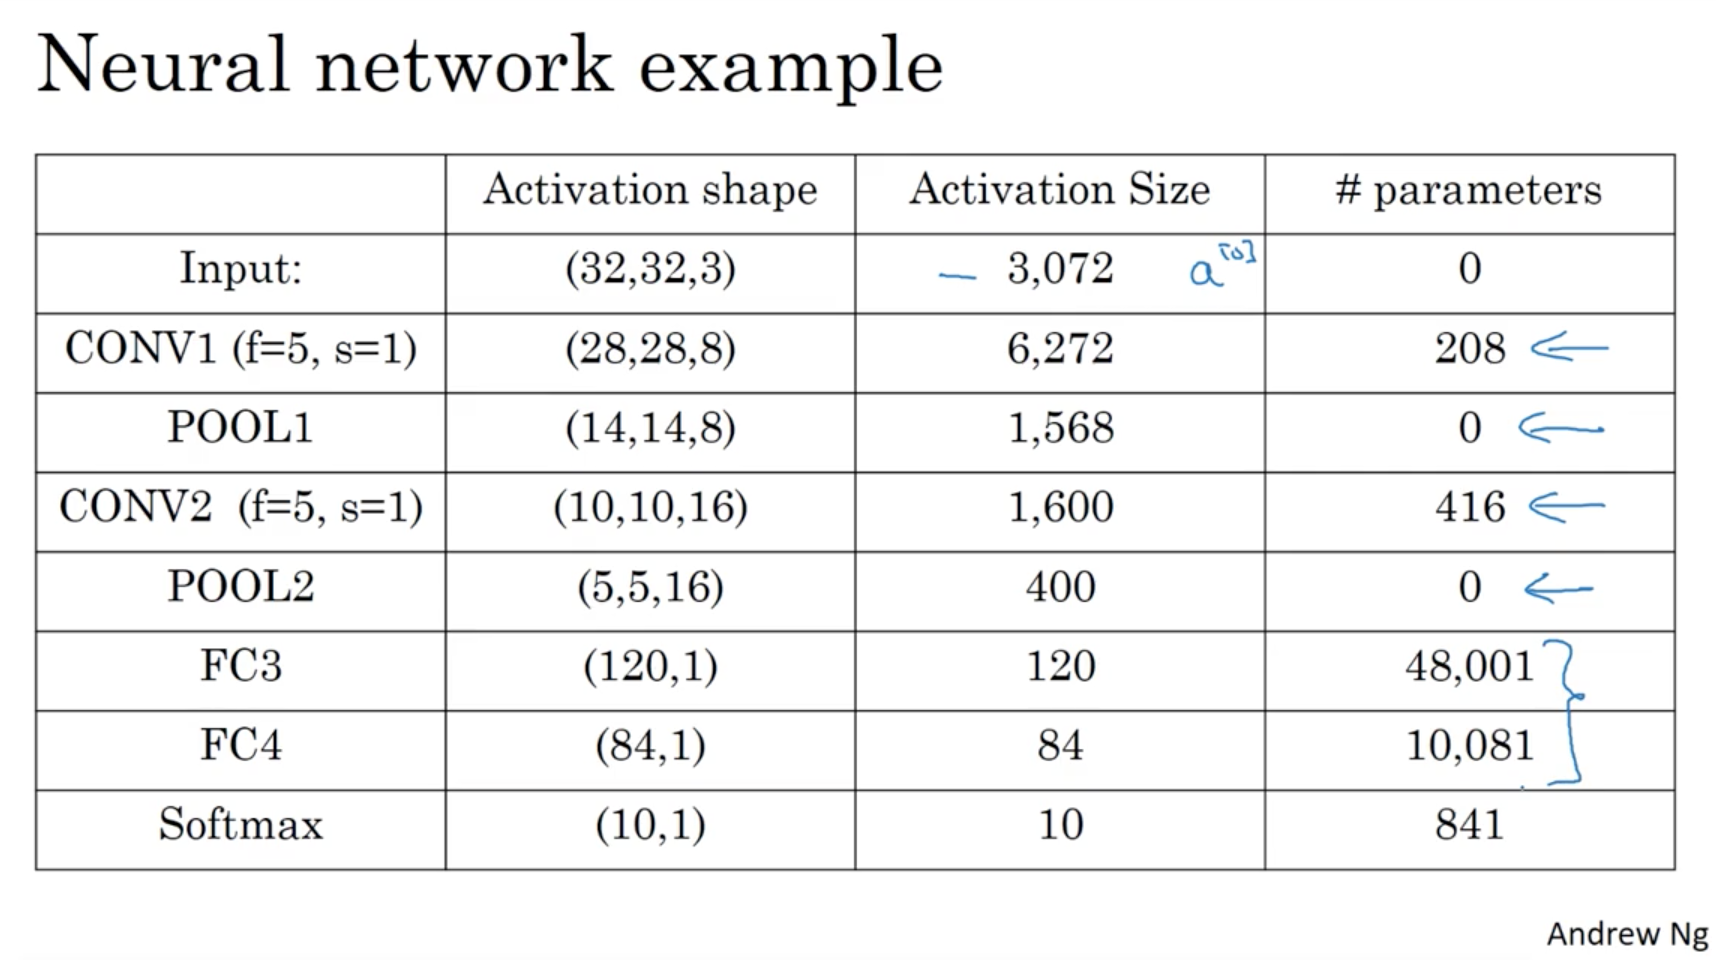 Neural network example
Activation shape Activation Size # parameters
Input: (32,32,3) — 3,072 a[0] 0
CONV1 (f=5, s=1) (28,28,8) 6,272 208 ←
POOL1 (14,14,8) 1,568 0 ←
CONV2 (f=5, s=1) (10,10,16) 1,600 416 ←
POOL2 (5,5,16) 400 0 ←
FC3 (120,1) 120 48,001
FC4 (84,1) 84 10,081
Softmax (10,1) 10 841
Andrew Ng